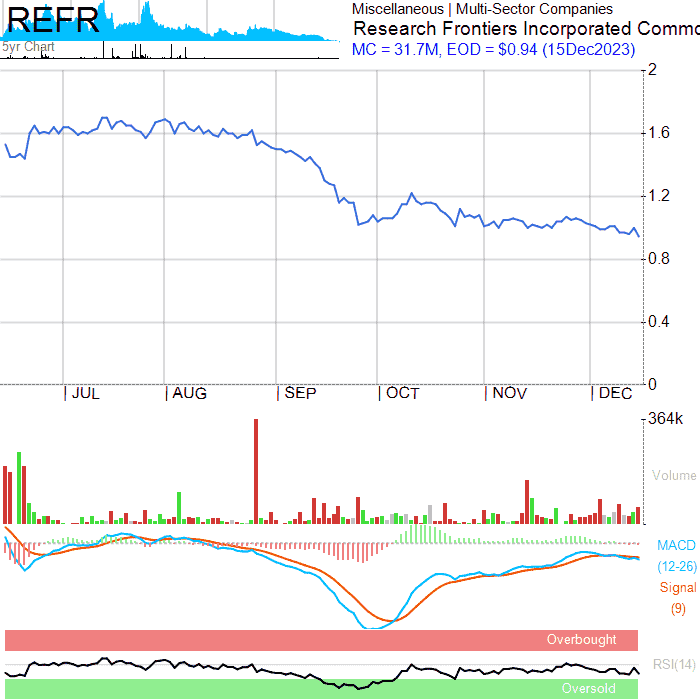 REFR
5yr Chart
Miscellaneous | Multi-Sector Companies
Research Frontiers Incorporated Commo
MC = 31.7M, EOD = $0.94 (15Dec2023)
2
1.6
1.2
0.8
0.4
0
JUL AUG SEP OCT NOV DEC
364k
Volume
MACD
(12-26)
Signal
(9)
Overbought
RSI(14)
Oversold